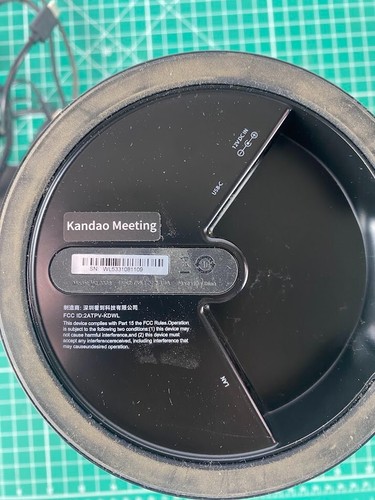 12V DC IN
USB-C
Kandao Meeting
SN: WL5331081109
制造商: 深圳看到科技有限公司
FCC ID:2ATPV-KDWL
This device complies with Part 15 the FCC Rules.Operation
is subject to the following two conditions:(1) this device may
not cause harmful interference,and (2) this device must
accept any interferencereceived, including interference that
may causeundesired operation.
LAN